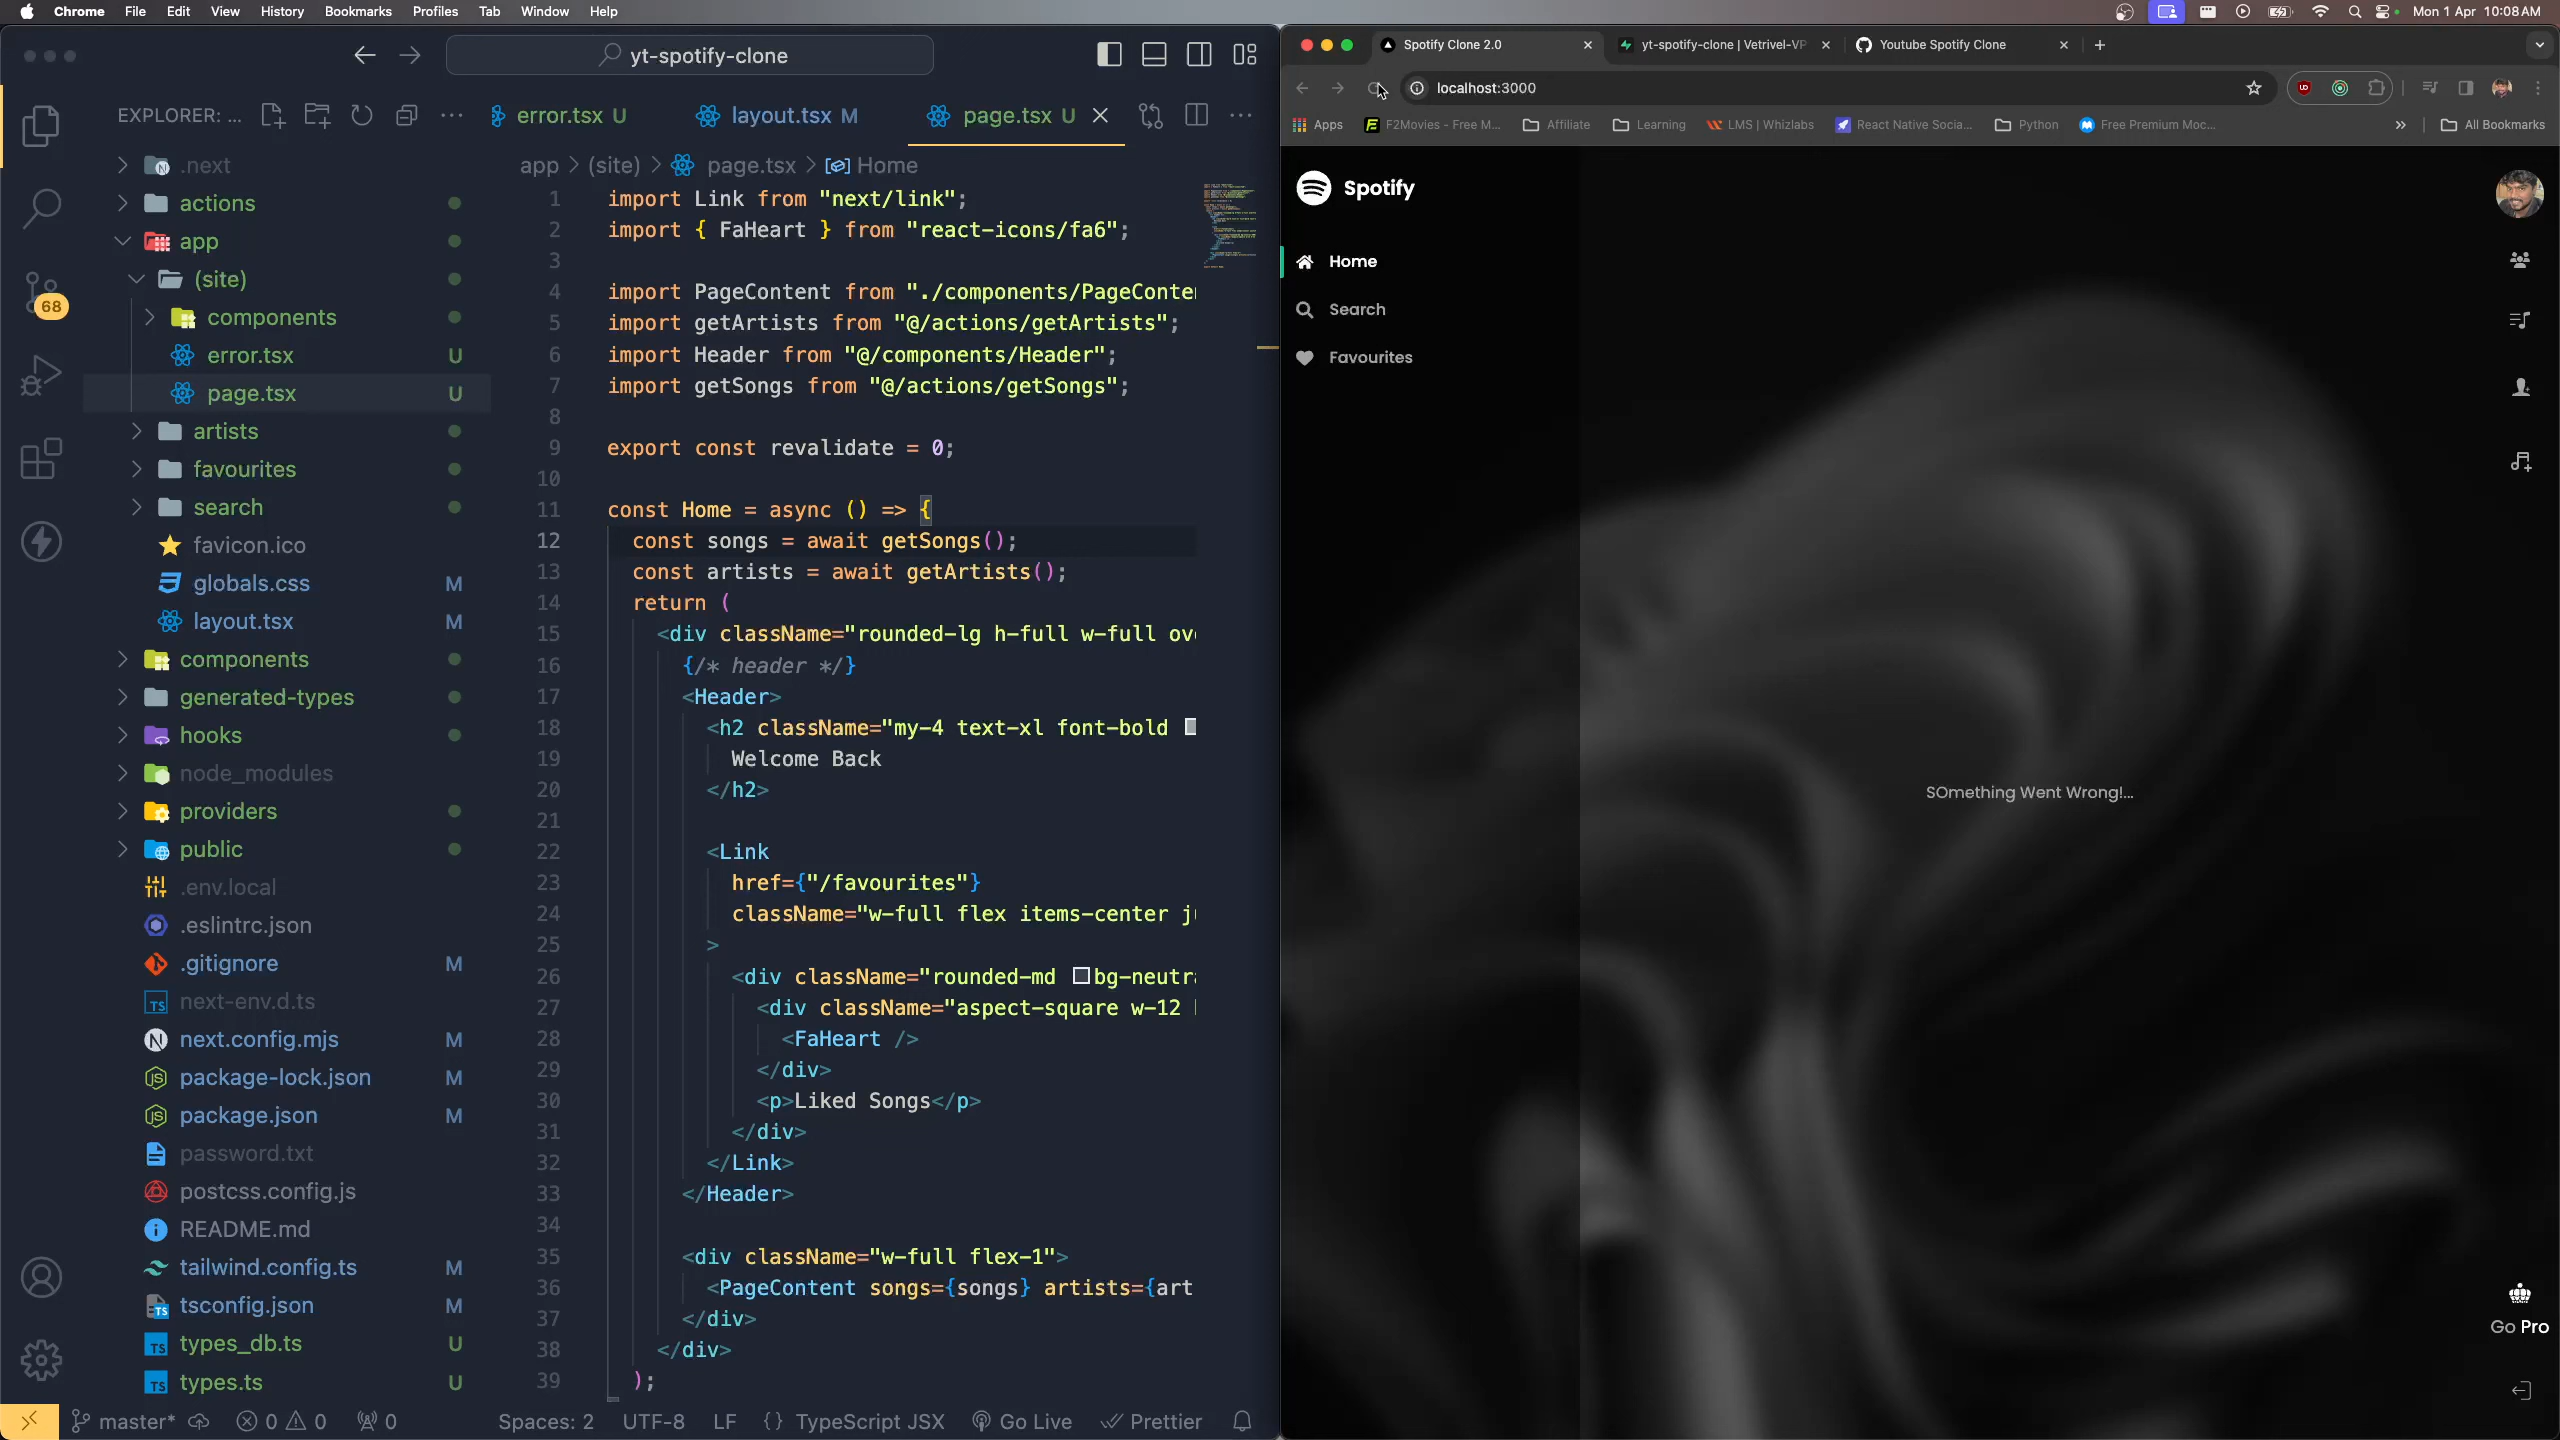 Chrome File Edit View History Bookmarks Profiles Tab Window Help
Mon 1 Apr 10:08 AM
yt-spotify-clone
EXPLORER: ...
error.tsx U
layout.tsx M
page.tsx U
app > (site) > page.tsx > Home
.next
actions
app
(site)
components
error.tsx U
page.tsx U
artists
favourites
search
favicon.ico
globals.css M
layout.tsx M
components
generated-types
hooks
node_modules
providers
public
.env.local
.eslintrc.json
.gitignore M
next-env.d.ts
next.config.mjs M
package-lock.json M
package.json M
password.txt
postcss.config.js
README.md
tailwind.config.ts M
tsconfig.json M
types_db.ts U
types.ts U
68
1 import Link from "next/link";
2 import { FaHeart } from "react-icons/fa6";
3
4 import PageContent from "./components/PageConte
5 import getArtists from "@/actions/getArtists";
6 import Header from "@/components/Header";
7 import getSongs from "@/actions/getSongs";
8
9 export const revalidate = 0;
10
11 const Home = async () => {
12 const songs = await getSongs();
13 const artists = await getArtists();
14 return (
15 <div className="rounded-lg h-full w-full ov
16 {/* header */}
17 <Header>
18 <h2 className="my-4 text-xl font-bold
19 Welcome Back
20 </h2>
21
22 <Link
23 href={"/favourites"}
24 className="w-full flex items-center j
25 >
26 <div className="rounded-md bg-neutr
27 <div className="aspect-square w-12
28 <FaHeart />
29 </div>
30 <p>Liked Songs</p>
31 </div>
32 </Link>
33 </Header>
34
35 <div className="w-full flex-1">
36 <PageContent songs={songs} artists={art
37 </div>
38 </div>
39 );
master* 0 0 0 Spaces: 2 UTF-8 LF {} TypeScript JSX Go Live Prettier
Spotify Clone 2.0
yt-spotify-clone | Vetrivel-VP
Youtube Spotify Clone
localhost:3000
Apps
F2Movies - Free M...
Affiliate
Learning
LMS | Whizlabs
React Native Socia...
Python
Free Premium Moc...
All Bookmarks
Spotify
Home
Search
Favourites
SOmething Went Wrong!...
Go Pro